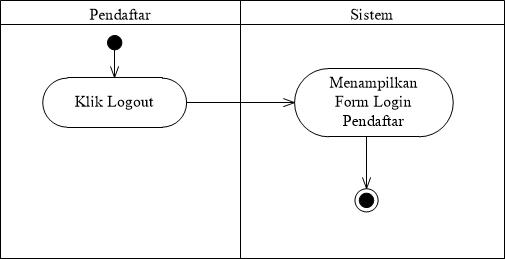 Pendaftar
Sistem
Klik Logout
Menampilkan
Form Login
Pendaftar